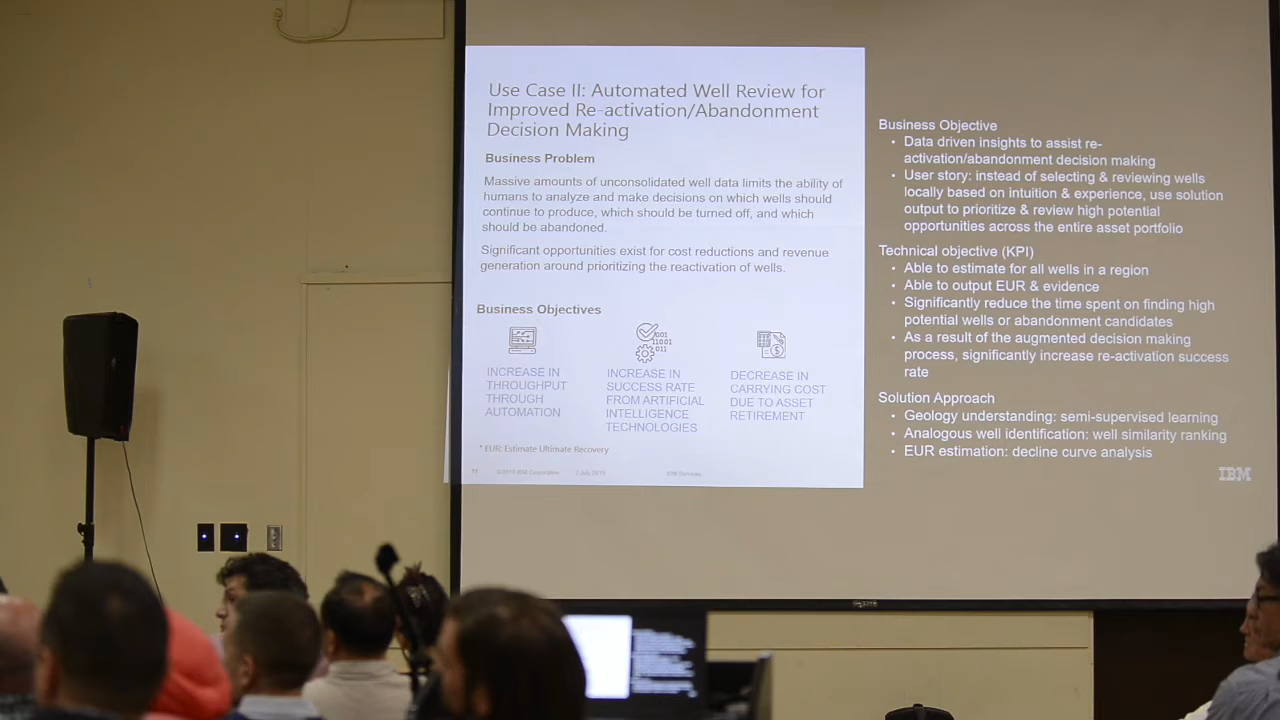 Use Case II: Automated Well Review for
Improved Re-activation/Abandonment
Decision Making
Business Problem
Massive amounts of unconsolidated well data limits the ability of
humans to analyze and make decisions on which wells should
continue to produce, which should be turned off, and which
should be abandoned.
Significant opportunities exist for cost reductions and revenue
generation around prioritizing the reactivation of wells.
Business Objectives
INCREASE IN
THROUGHPUT
THROUGH
AUTOMATION
INCREASE IN
SUCCESS RATE
FROM ARTIFICIAL
INTELLIGENCE
TECHNOLOGIES
DECREASE IN
CARRYING COST
DUE TO ASSET
RETIREMENT
* EUR: Estimate Ultimate Recovery
Business Objective
• Data driven insights to assist re-
activation/abandonment decision making
• User story: instead of selecting & reviewing wells
locally based on intuition & experience, use solution
output to prioritize & review high potential
opportunities across the entire asset portfolio
Technical objective (KPI)
• Able to estimate for all wells in a region
• Able to output EUR & evidence
• Significantly reduce the time spent on finding high
potential wells or abandonment candidates
• As a result of the augmented decision making
process, significantly increase re-activation success
rate
Solution Approach
• Geology understanding: semi-supervised learning
• Analogous well identification: well similarity ranking
• EUR estimation: decline curve analysis
IBM